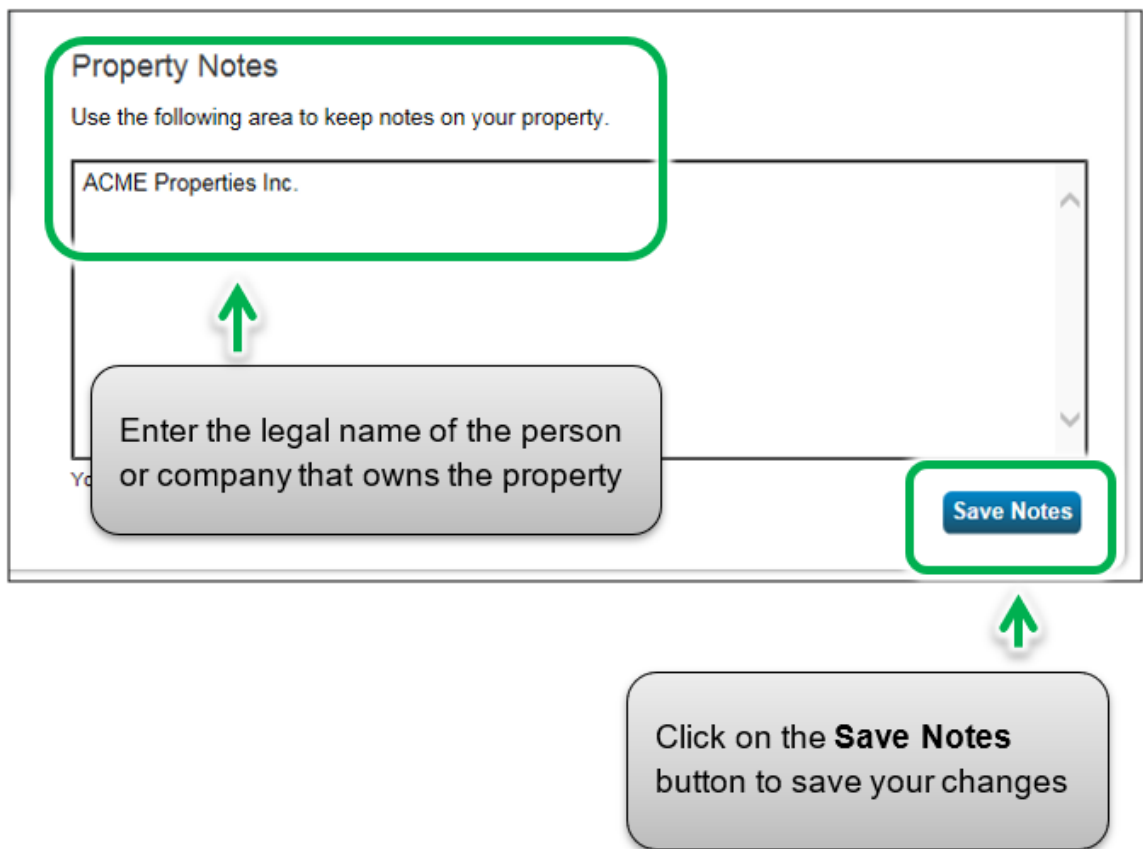 Property Notes
Use the following area to keep notes on your property.
ACME Properties Inc.
Enter the legal name of the person
or company that owns the property
Save Notes
Click on the Save Notes
button to save your changes